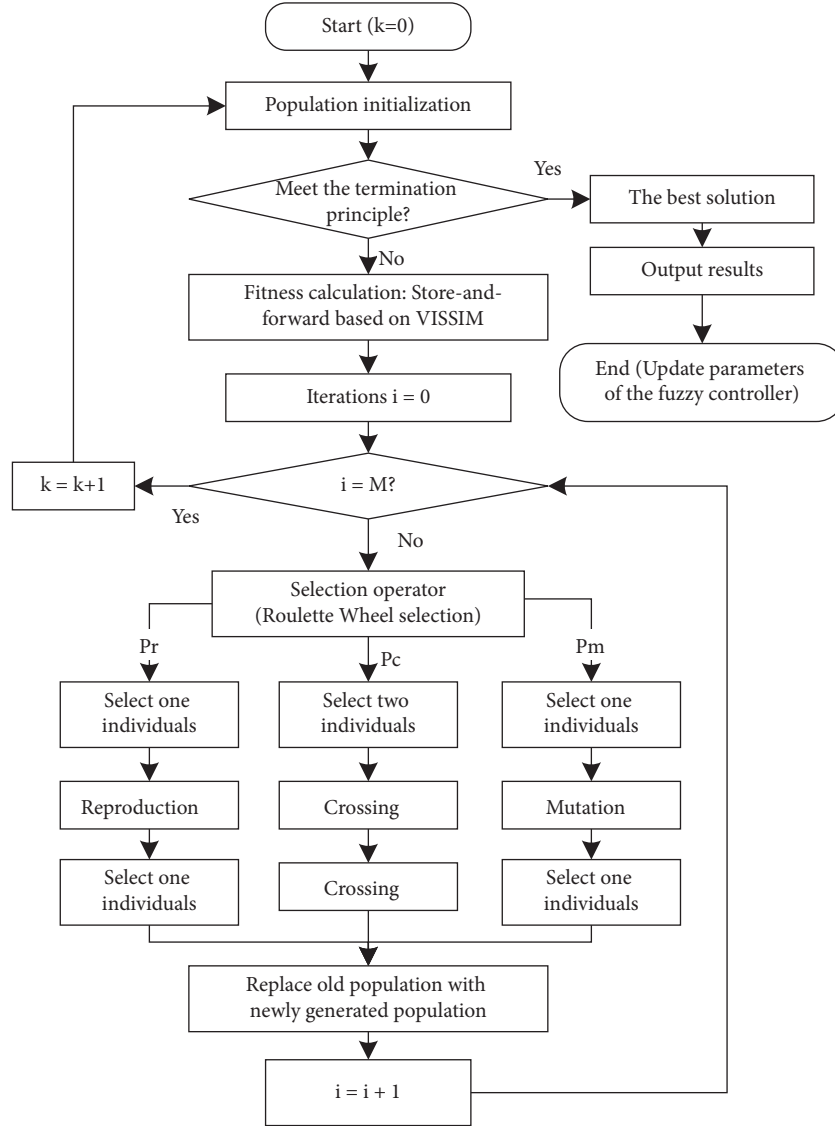 Start (k=0)
Population initialization
Meet the termination
principle?
Yes
The best solution
Output results
End (Update parameters
of the fuzzy controller)
No
Fitness calculation: Store-and-
forward based on VISSIM
Iterations i = 0
i = M?
Yes
k = k+1
No
Selection operator
(Roulette Wheel selection)
Pr
Pc
Pm
Select one
individuals
Select two
individuals
Select one
individuals
Reproduction
Crossing
Mutation
Select one
individuals
Crossing
Select one
individuals
Replace old population with
newly generated population
i = i + 1